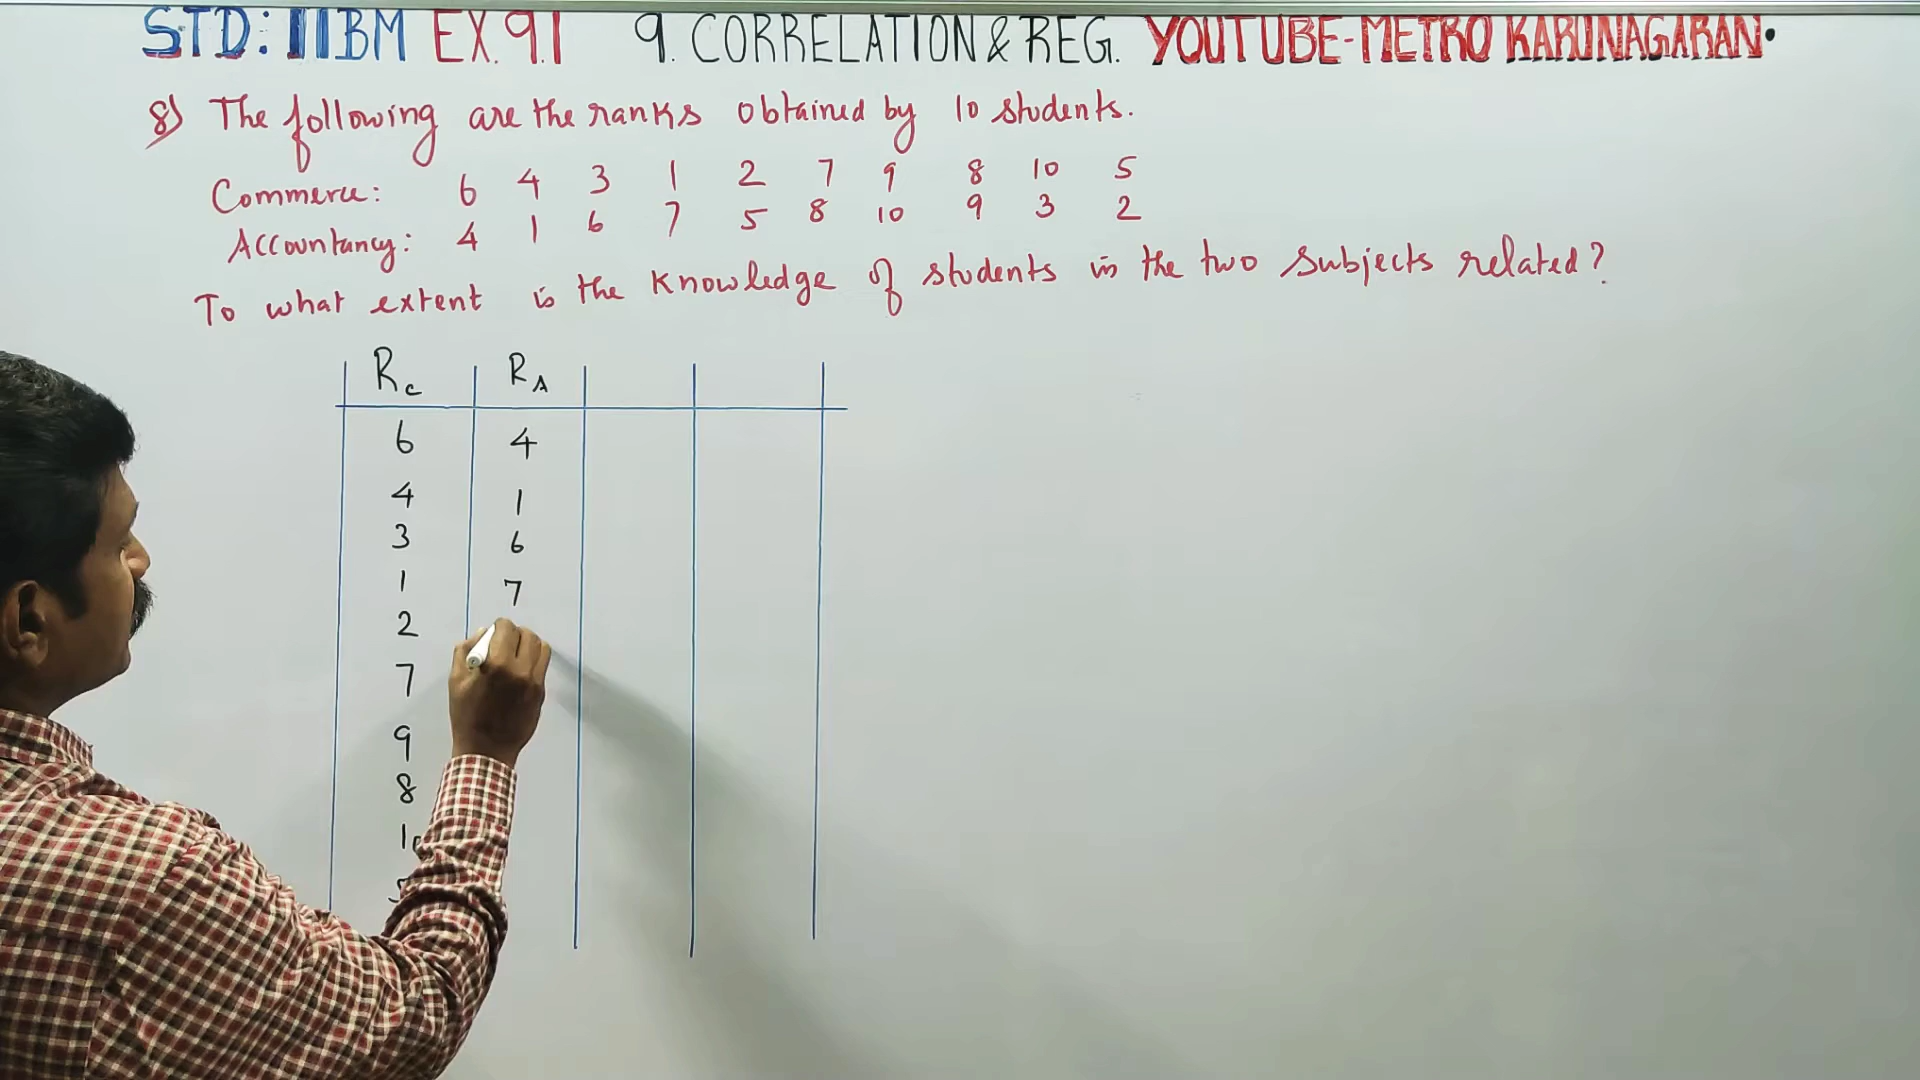 STD: 11BM EX. 9.1 9. CORRELATION & REG. YOUTUBE-METRO KARUNAGARAN.
8) The following are the ranks obtained by 10 students.
Commerce: 6 4 3 1 2 7 9 8 10 5
Accountancy: 4 1 6 7 5 8 10 9 3 2
To what extent is the knowledge of students in the two subjects related?
Rc RA
6 4
4 1
3 6
1 7
2
7
9
8
10
5